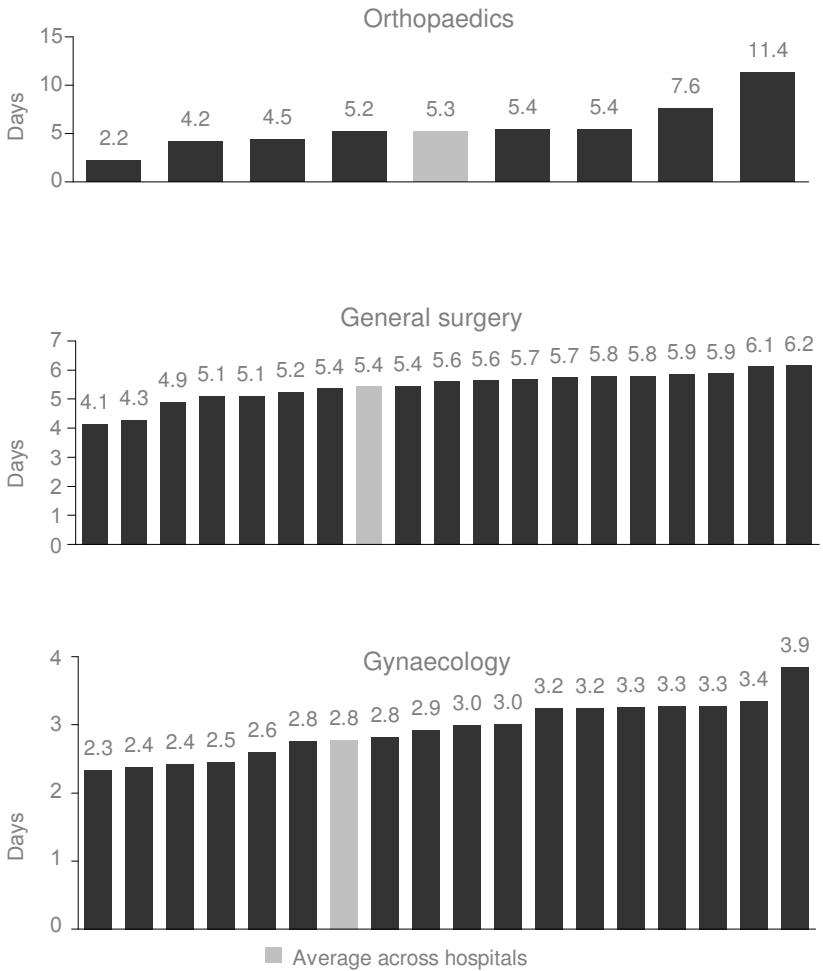 Orthopaedics
15
10
5
0
Days
2.2 4.2 4.5 5.2 5.3 5.4 5.4 7.6 11.4
General surgery
7
6
5
4
3
2
1
0
Days
4.1 4.3 4.9 5.1 5.1 5.2 5.4 5.4 5.4 5.6 5.6 5.7 5.7 5.8 5.8 5.9 5.9 6.1 6.2
Gynaecology
4
3
2
1
0
Days
2.3 2.4 2.4 2.5 2.6 2.8 2.8 2.8 2.9 3.0 3.0 3.2 3.2 3.3 3.3 3.3 3.4 3.9
Average across hospitals